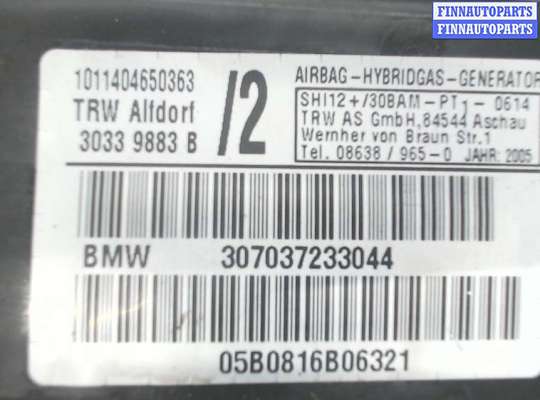 FINNAUTOPARTS
FINNAUTOPARTS
1011404650363
TRW Alfdorf
3033 9883 B
/2
AIRBAG-HYBRIDGAS-GENERATOR
SHI12+/30BAM-PT1-0614
TRW AS GmbH,84544 Aschau
Wernher von Braun Str.1
Tel. 08638/965-0 JAHR: 2005
BMW 307037233044
05B0816B06321